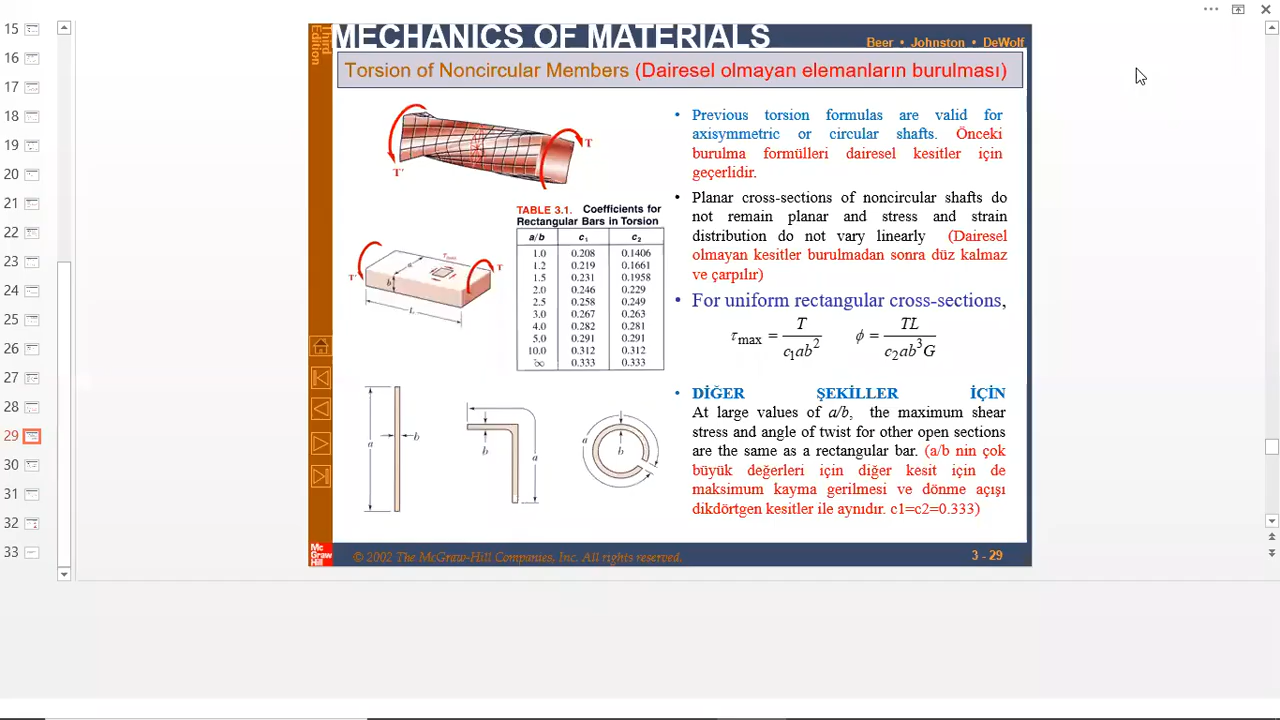 15
16
17
18
19
20
21
22
23
24
25
26
27
28
29
30
31
32
33
Third
Edition
MECHANICS OF MATERIALS
Beer • Johnston • DeWolf
Torsion of Noncircular Members (Dairesel olmayan elemanların burulması)
T
T'
TABLE 3.1. Coefficients for
Rectangular Bars in Torsion
a/b c1 c2
1.0 0.208 0.1406
1.2 0.219 0.1661
1.5 0.231 0.1958
2.0 0.246 0.229
2.5 0.258 0.249
3.0 0.267 0.263
4.0 0.282 0.281
5.0 0.291 0.291
10.0 0.312 0.312
∞ 0.333 0.333
τmax
a
T'
T
b
L
a
b
b
a
a
b
• Previous torsion formulas are valid for
axisymmetric or circular shafts. Önceki
burulma formülleri dairesel kesitler için
geçerlidir.
• Planar cross-sections of noncircular shafts do
not remain planar and stress and strain
distribution do not vary linearly (Dairesel
olmayan kesitler burulmadan sonra düz kalmaz
ve çarpılır)
• For uniform rectangular cross-sections,
τmax = T / c1ab² φ = TL / c2ab³G
• DİĞER ŞEKİLLER İÇİN
At large values of a/b, the maximum shear
stress and angle of twist for other open sections
are the same as a rectangular bar. (a/b nin çok
büyük değerleri için diğer kesit için de
maksimum kayma gerilmesi ve dönme açışı
dikdörtgen kesitler ile aynıdır. c1=c2=0.333)
Mc
Graw
Hill
© 2002 The McGraw-Hill Companies, Inc. All rights reserved.
3 - 29